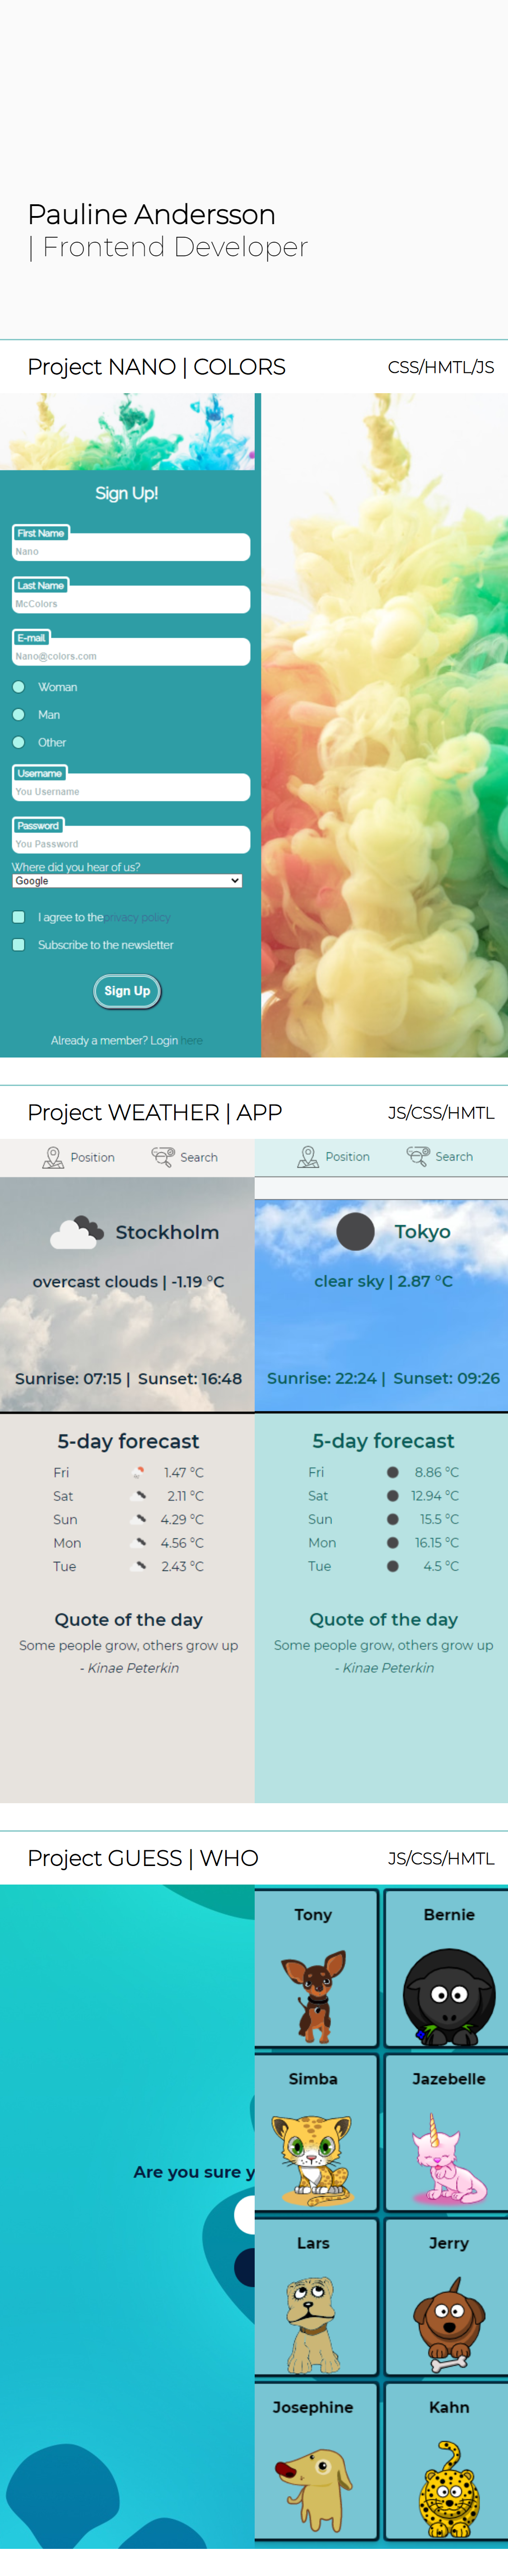 Pauline Andersson
| Frontend Developer
Project NANO | COLORS
CSS/HMTL/JS
Sign Up!
First Name
Nano
Last Name
McColors
E-mail
Nano@colors.com
Woman
Man
Other
Username
You Username
Password
You Password
Where did you hear of us?
Google
I agree to the privacy policy
Subscribe to the newsletter
Sign Up
Already a member? Login here
Project WEATHER | APP
JS/CSS/HMTL
Position
Search
Stockholm
overcast clouds | -1.19 °C
Sunrise: 07:15 | Sunset: 16:48
5-day forecast
Fri 1.47 °C
Sat 2.11 °C
Sun 4.29 °C
Mon 4.56 °C
Tue 2.43 °C
Quote of the day
Some people grow, others grow up
- Kinae Peterkin
Position
Search
Tokyo
clear sky | 2.87 °C
Sunrise: 22:24 | Sunset: 09:26
5-day forecast
Fri 8.86 °C
Sat 12.94 °C
Sun 15.5 °C
Mon 16.15 °C
Tue 4.5 °C
Quote of the day
Some people grow, others grow up
- Kinae Peterkin
Project GUESS | WHO
JS/CSS/HMTL
Are you sure y
Tony
Bernie
Simba
Jazebelle
Lars
Jerry
Josephine
Kahn